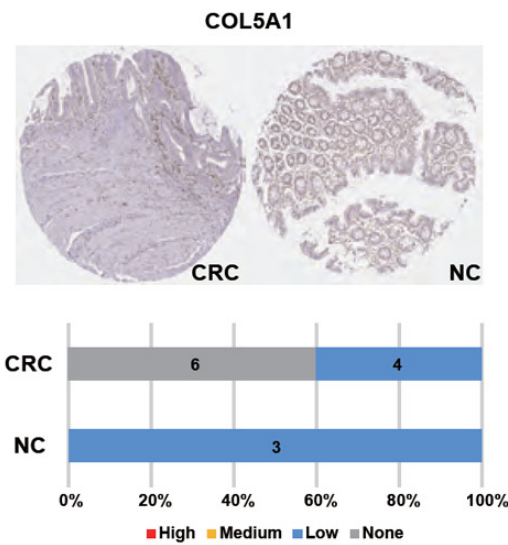 COL5A1
CRC NC
CRC 6 4
NC 3
0% 20% 40% 60% 80% 100%
High Medium Low None